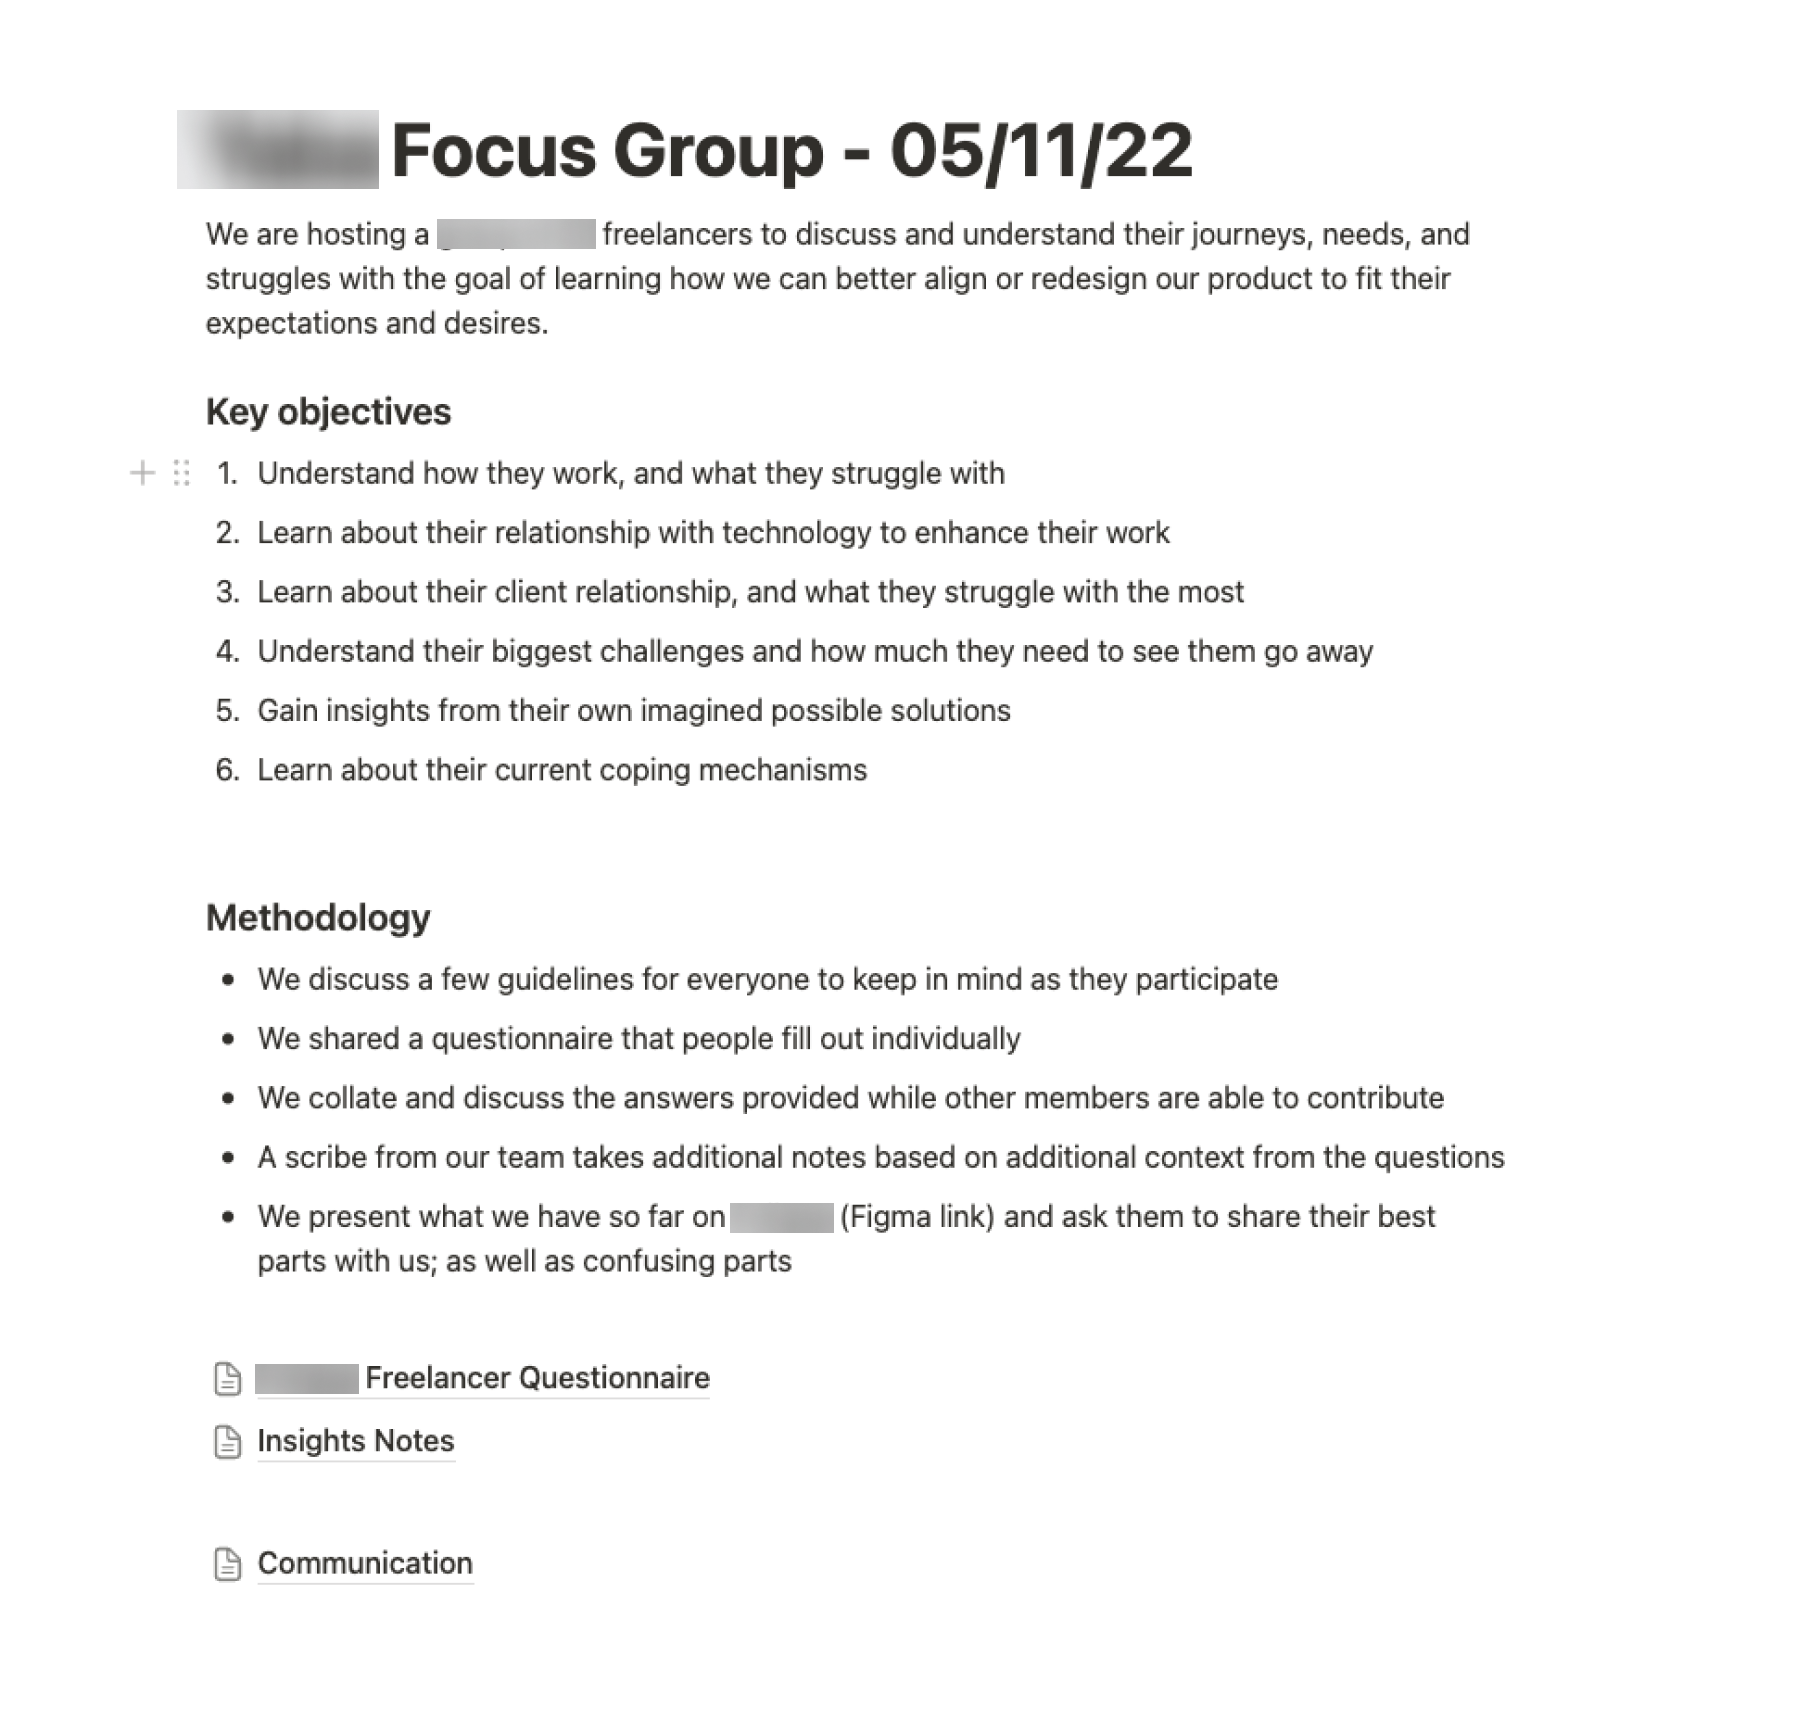 Focus Group - 05/11/22
We are hosting a freelancers to discuss and understand their journeys, needs, and
struggles with the goal of learning how we can better align or redesign our product to fit their
expectations and desires.
Key objectives
1. Understand how they work, and what they struggle with
2. Learn about their relationship with technology to enhance their work
3. Learn about their client relationship, and what they struggle with the most
4. Understand their biggest challenges and how much they need to see them go away
5. Gain insights from their own imagined possible solutions
6. Learn about their current coping mechanisms
Methodology
• We discuss a few guidelines for everyone to keep in mind as they participate
• We shared a questionnaire that people fill out individually
• We collate and discuss the answers provided while other members are able to contribute
• A scribe from our team takes additional notes based on additional context from the questions
• We present what we have so far on (Figma link) and ask them to share their best
parts with us; as well as confusing parts
Freelancer Questionnaire
Insights Notes
Communication